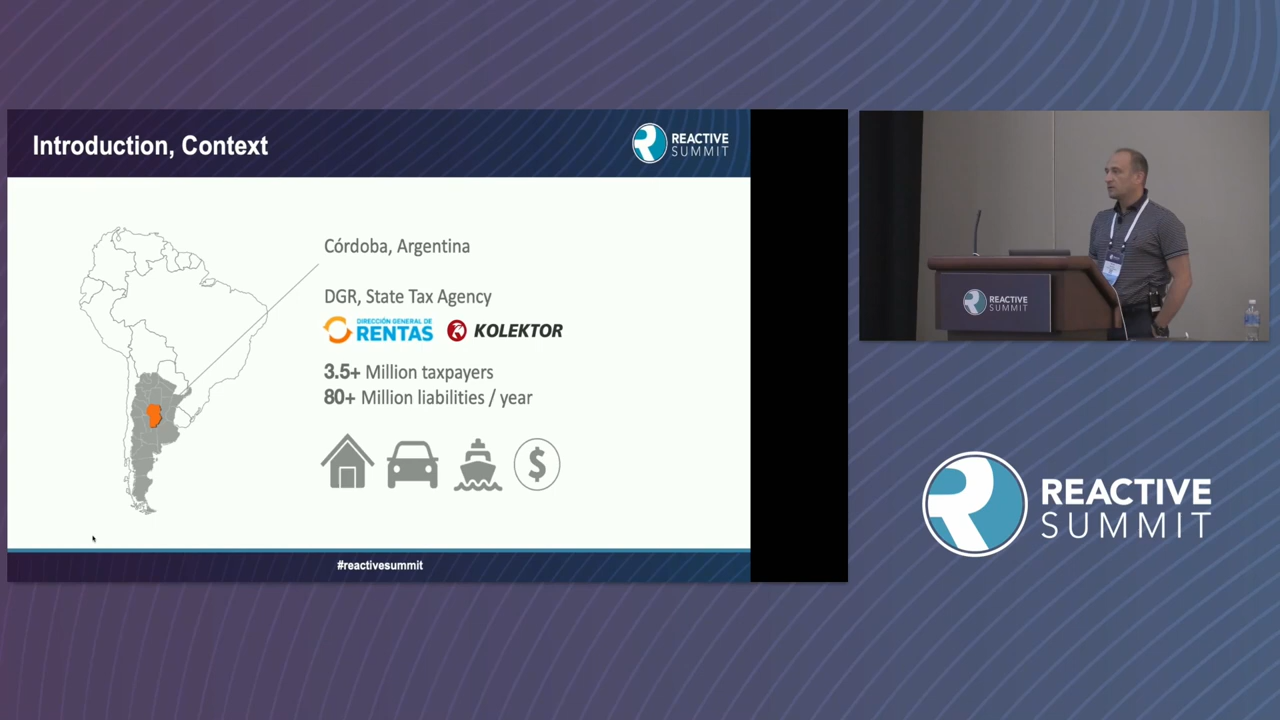 Introduction, Context
REACTIVE
SUMMIT
Córdoba, Argentina
DGR, State Tax Agency
DIRECCIÓN GENERAL DE
RENTAS
KOLEKTOR
3.5+ Million taxpayers
80+ Million liabilities / year
$
#reactivesummit
REACTIVE
SUMMIT
REACTIVE
SUMMIT